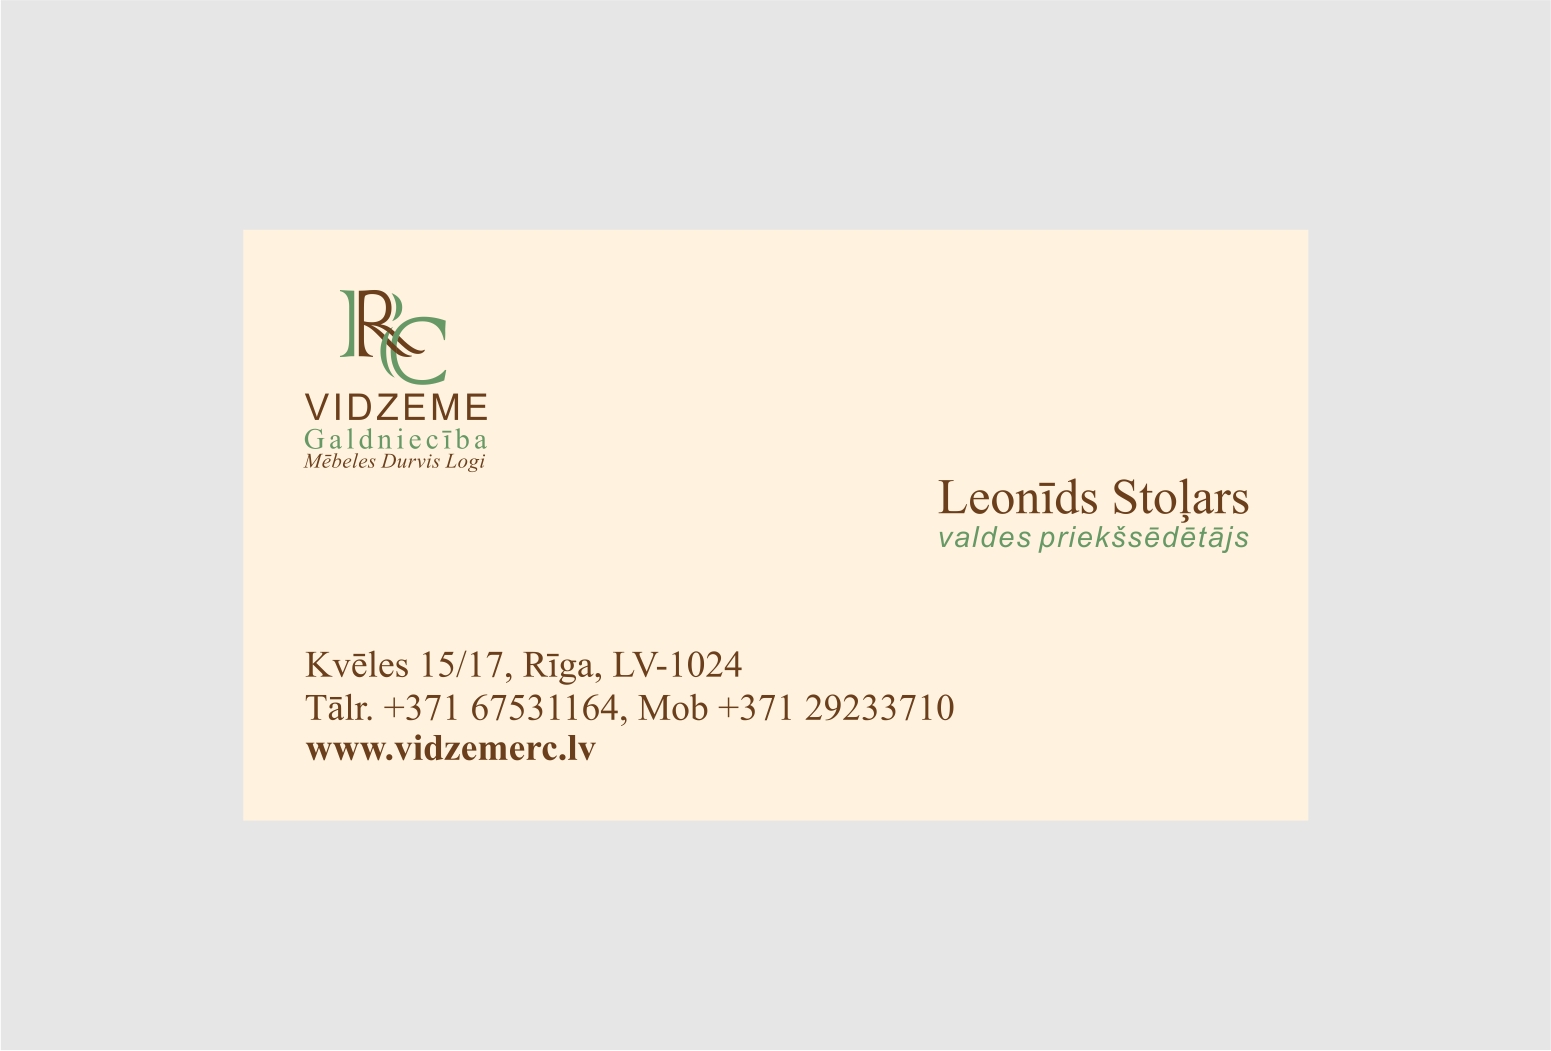 RC
VIDZEME
Galdniecība
Mēbeles Durvis Logi
Leonīds Stoļars
valdes priekšsēdētājs
Kvēles 15/17, Rīga, LV-1024
Tālr. +371 67531164, Mob +371 29233710
www.vidzemerc.lv